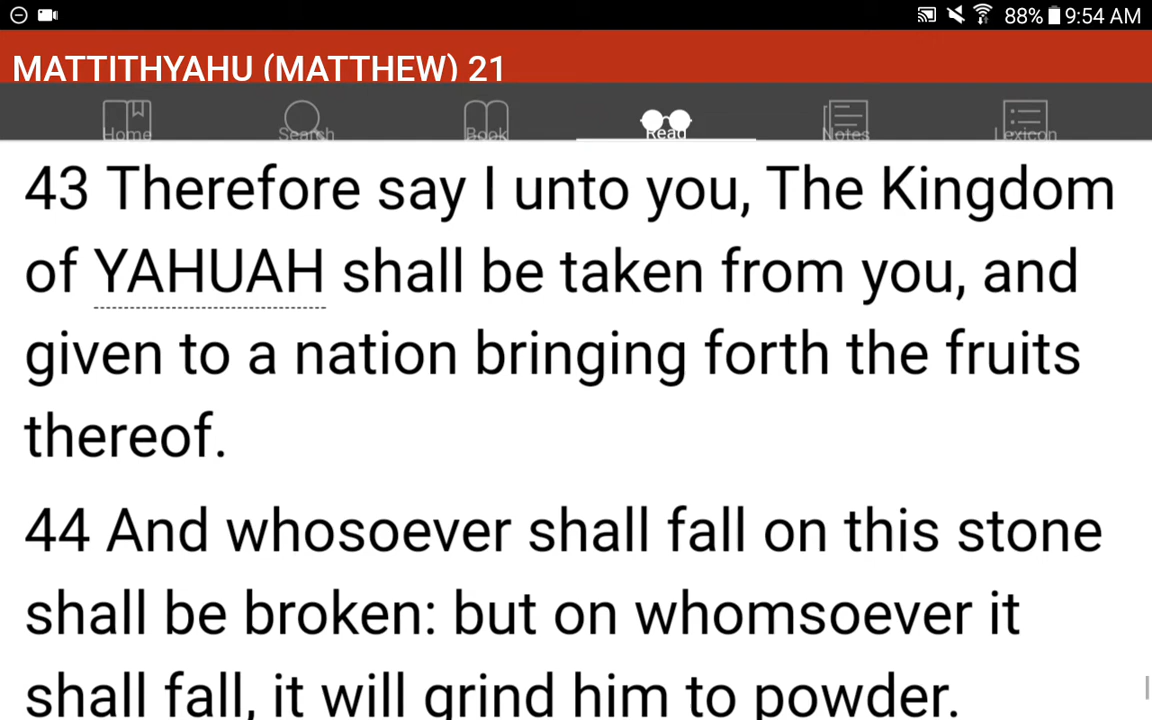 88% 9:54 AM
MATTITHYAHU (MATTHEW) 21
Home Search Book Read Notes Lexicon
43 Therefore say I unto you, The Kingdom
of YAHUAH shall be taken from you, and
given to a nation bringing forth the fruits
thereof.
44 And whosoever shall fall on this stone
shall be broken: but on whomsoever it
shall fall, it will grind him to powder.